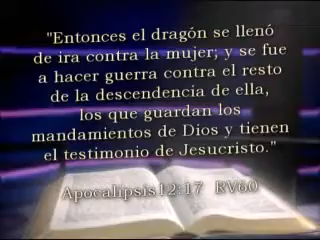 "Entonces el dragón se llenó
de ira contra la mujer; y se fue
a hacer guerra contra el resto
de la descendencia de ella,
los que guardan los
mandamientos de Dios y tienen
el testimonio de Jesucristo."
Apocalipsis 12:17 RV60